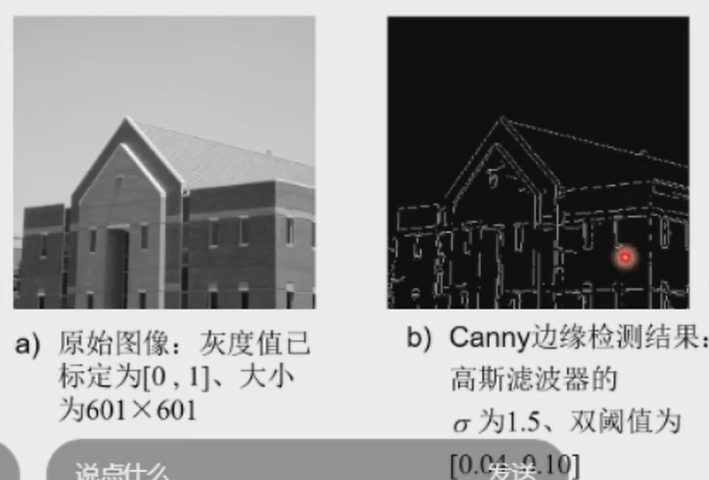 a) 原始图像：灰度值已
标定为[0 , 1]、大小
为601×601
b) Canny边缘检测结果：
高斯滤波器的
σ 为1.5、双阈值为
[0.04 0.10]
说点什么
发送